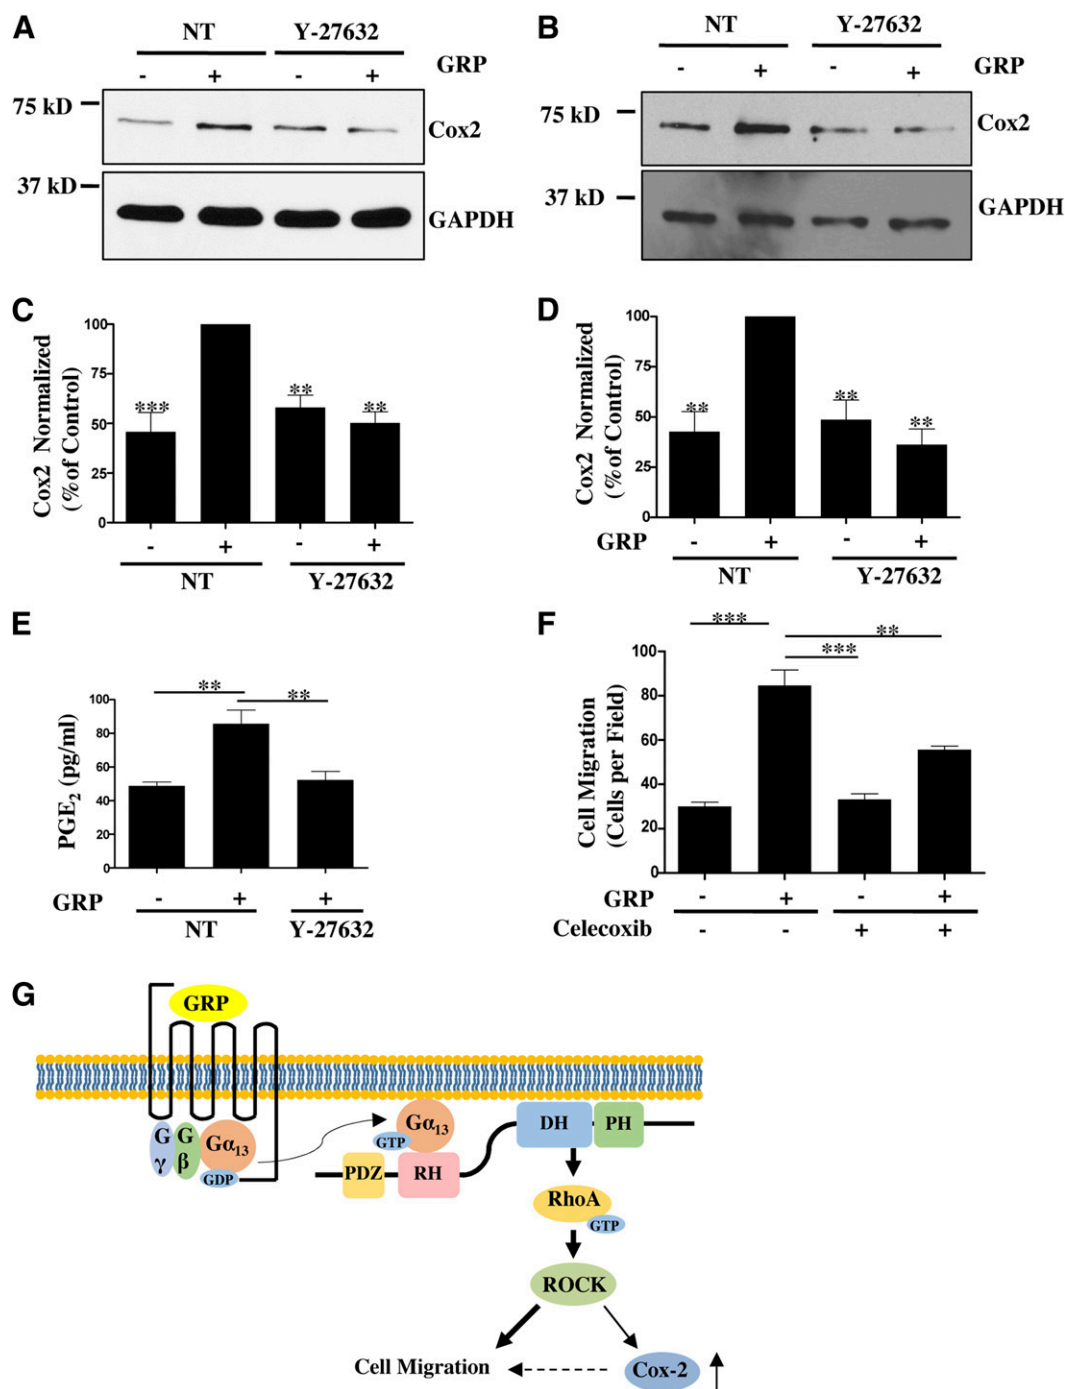 A
NT
Y-27632
GRP
- + - +
75 kD
Cox2
37 kD
GAPDH
B
NT
Y-27632
GRP
- + - +
75 kD
Cox2
37 kD
GAPDH
C
Cox2 Normalized
(% of Control)
100
75
50
25
0
*** ** **
- + - +
NT
Y-27632
D
Cox2 Normalized
(% of Control)
100
75
50
25
0
** ** **
GRP - + - +
NT
Y-27632
E
PGE2 (pg/ml)
100
80
60
40
20
0
** **
GRP - + +
NT
Y-27632
F
Cell Migration
(Cells per Field)
100
80
60
40
20
0
*** ** ***
GRP - + - +
Celecoxib - - + +
G
GRP
G γ
G β
Gα13
GDP
Gα13
GTP
PDZ
RH
DH
PH
RhoA
GTP
ROCK
Cell Migration
Cox-2